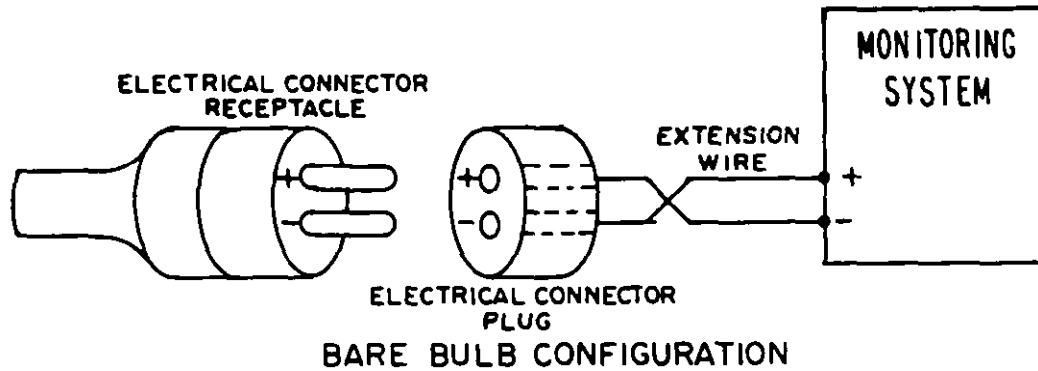 MONITORING
SYSTEM
ELECTRICAL CONNECTOR
RECEPTACLE
EXTENSION
WIRE
+
+
+
-
-
-
ELECTRICAL CONNECTOR
PLUG
BARE BULB CONFIGURATION